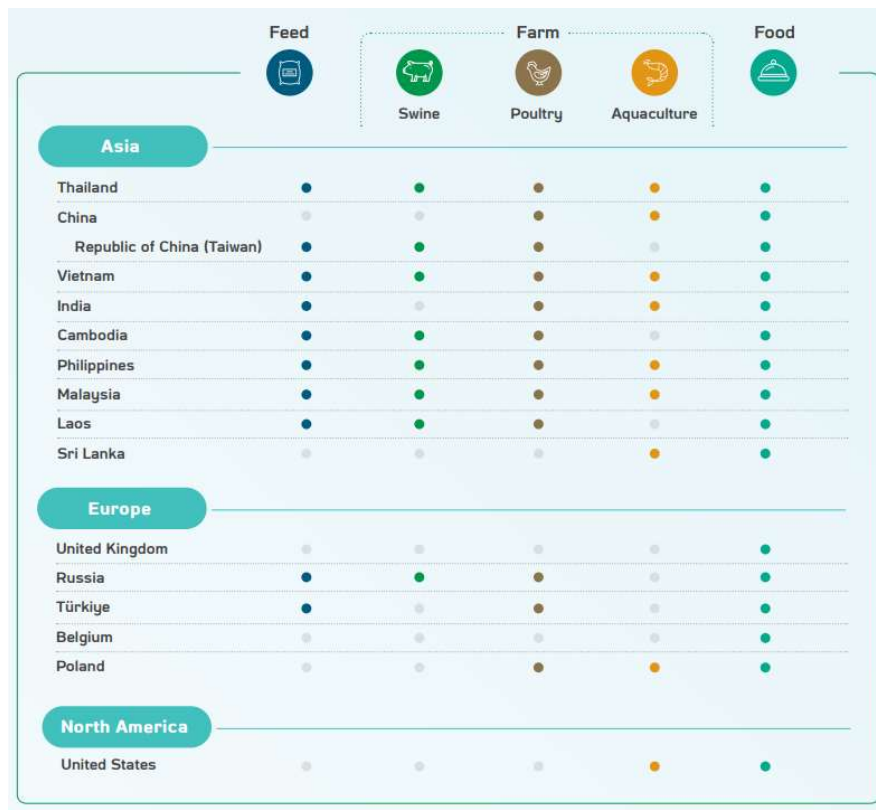 Feed Farm Food
Swine Poultry Aquaculture
Asia
Thailand
China
Republic of China (Taiwan)
Vietnam
India
Cambodia
Philippines
Malaysia
Laos
Sri Lanka
Europe
United Kingdom
Russia
Türkiye
Belgium
Poland
North America
United States